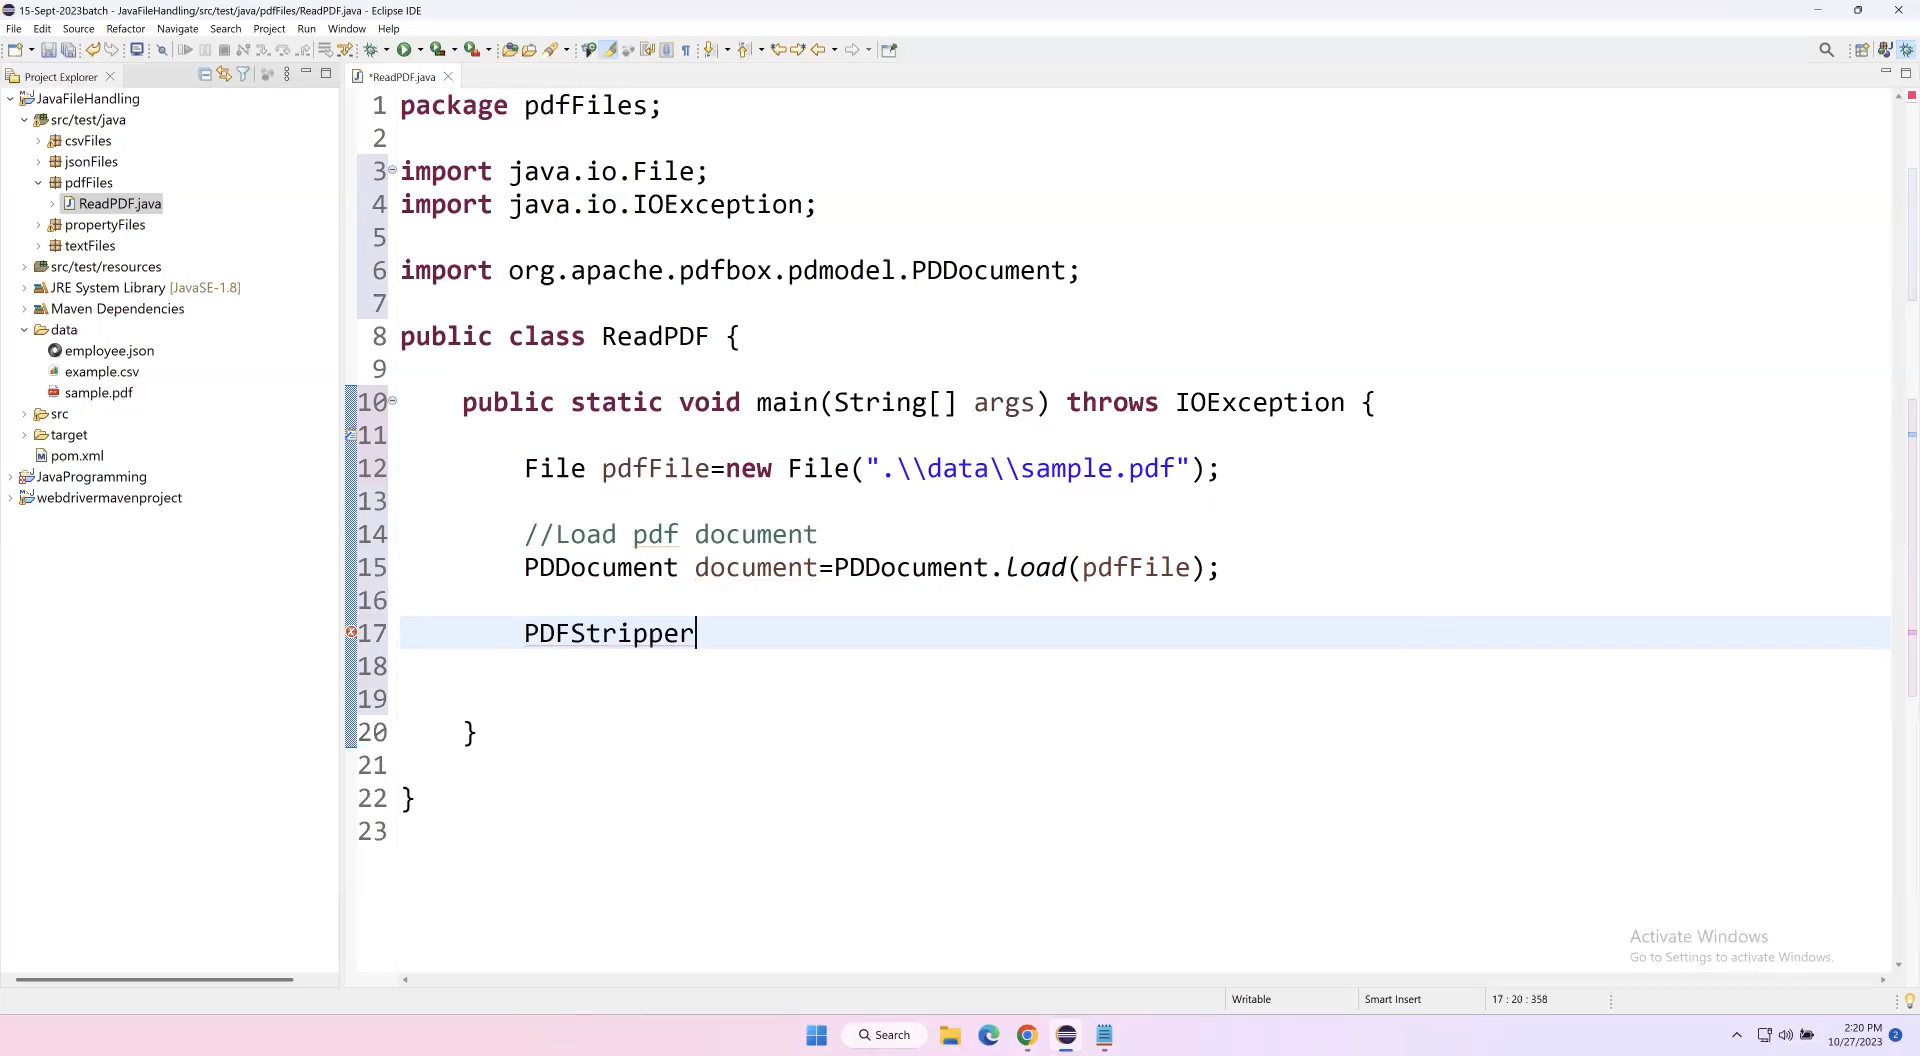 15-Sept-2023batch - JavaFileHandling/src/test/java/pdfFiles/ReadPDF.java - Eclipse IDE
File Edit Source Refactor Navigate Search Project Run Window Help
Project Explorer
*ReadPDF.java
JavaFileHandling
src/test/java
csvFiles
jsonFiles
pdfFiles
ReadPDF.java
propertyFiles
textFiles
src/test/resources
JRE System Library [JavaSE-1.8]
Maven Dependencies
data
employee.json
example.csv
sample.pdf
src
target
pom.xml
JavaProgramming
webdrivermavenproject
1 package pdfFiles;
2
3 import java.io.File;
4 import java.io.IOException;
5
6 import org.apache.pdfbox.pdmodel.PDDocument;
7
8 public class ReadPDF {
9
10 public static void main(String[] args) throws IOException {
11
12 File pdfFile=new File(".\\data\\sample.pdf");
13
14 //Load pdf document
15 PDDocument document=PDDocument.load(pdfFile);
16
17 PDFStripper
18
19
20 }
21
22 }
23
Activate Windows
Go to Settings to activate Windows.
Writable
Smart Insert
17 : 20 : 358
Search
2:20 PM
10/27/2023
2